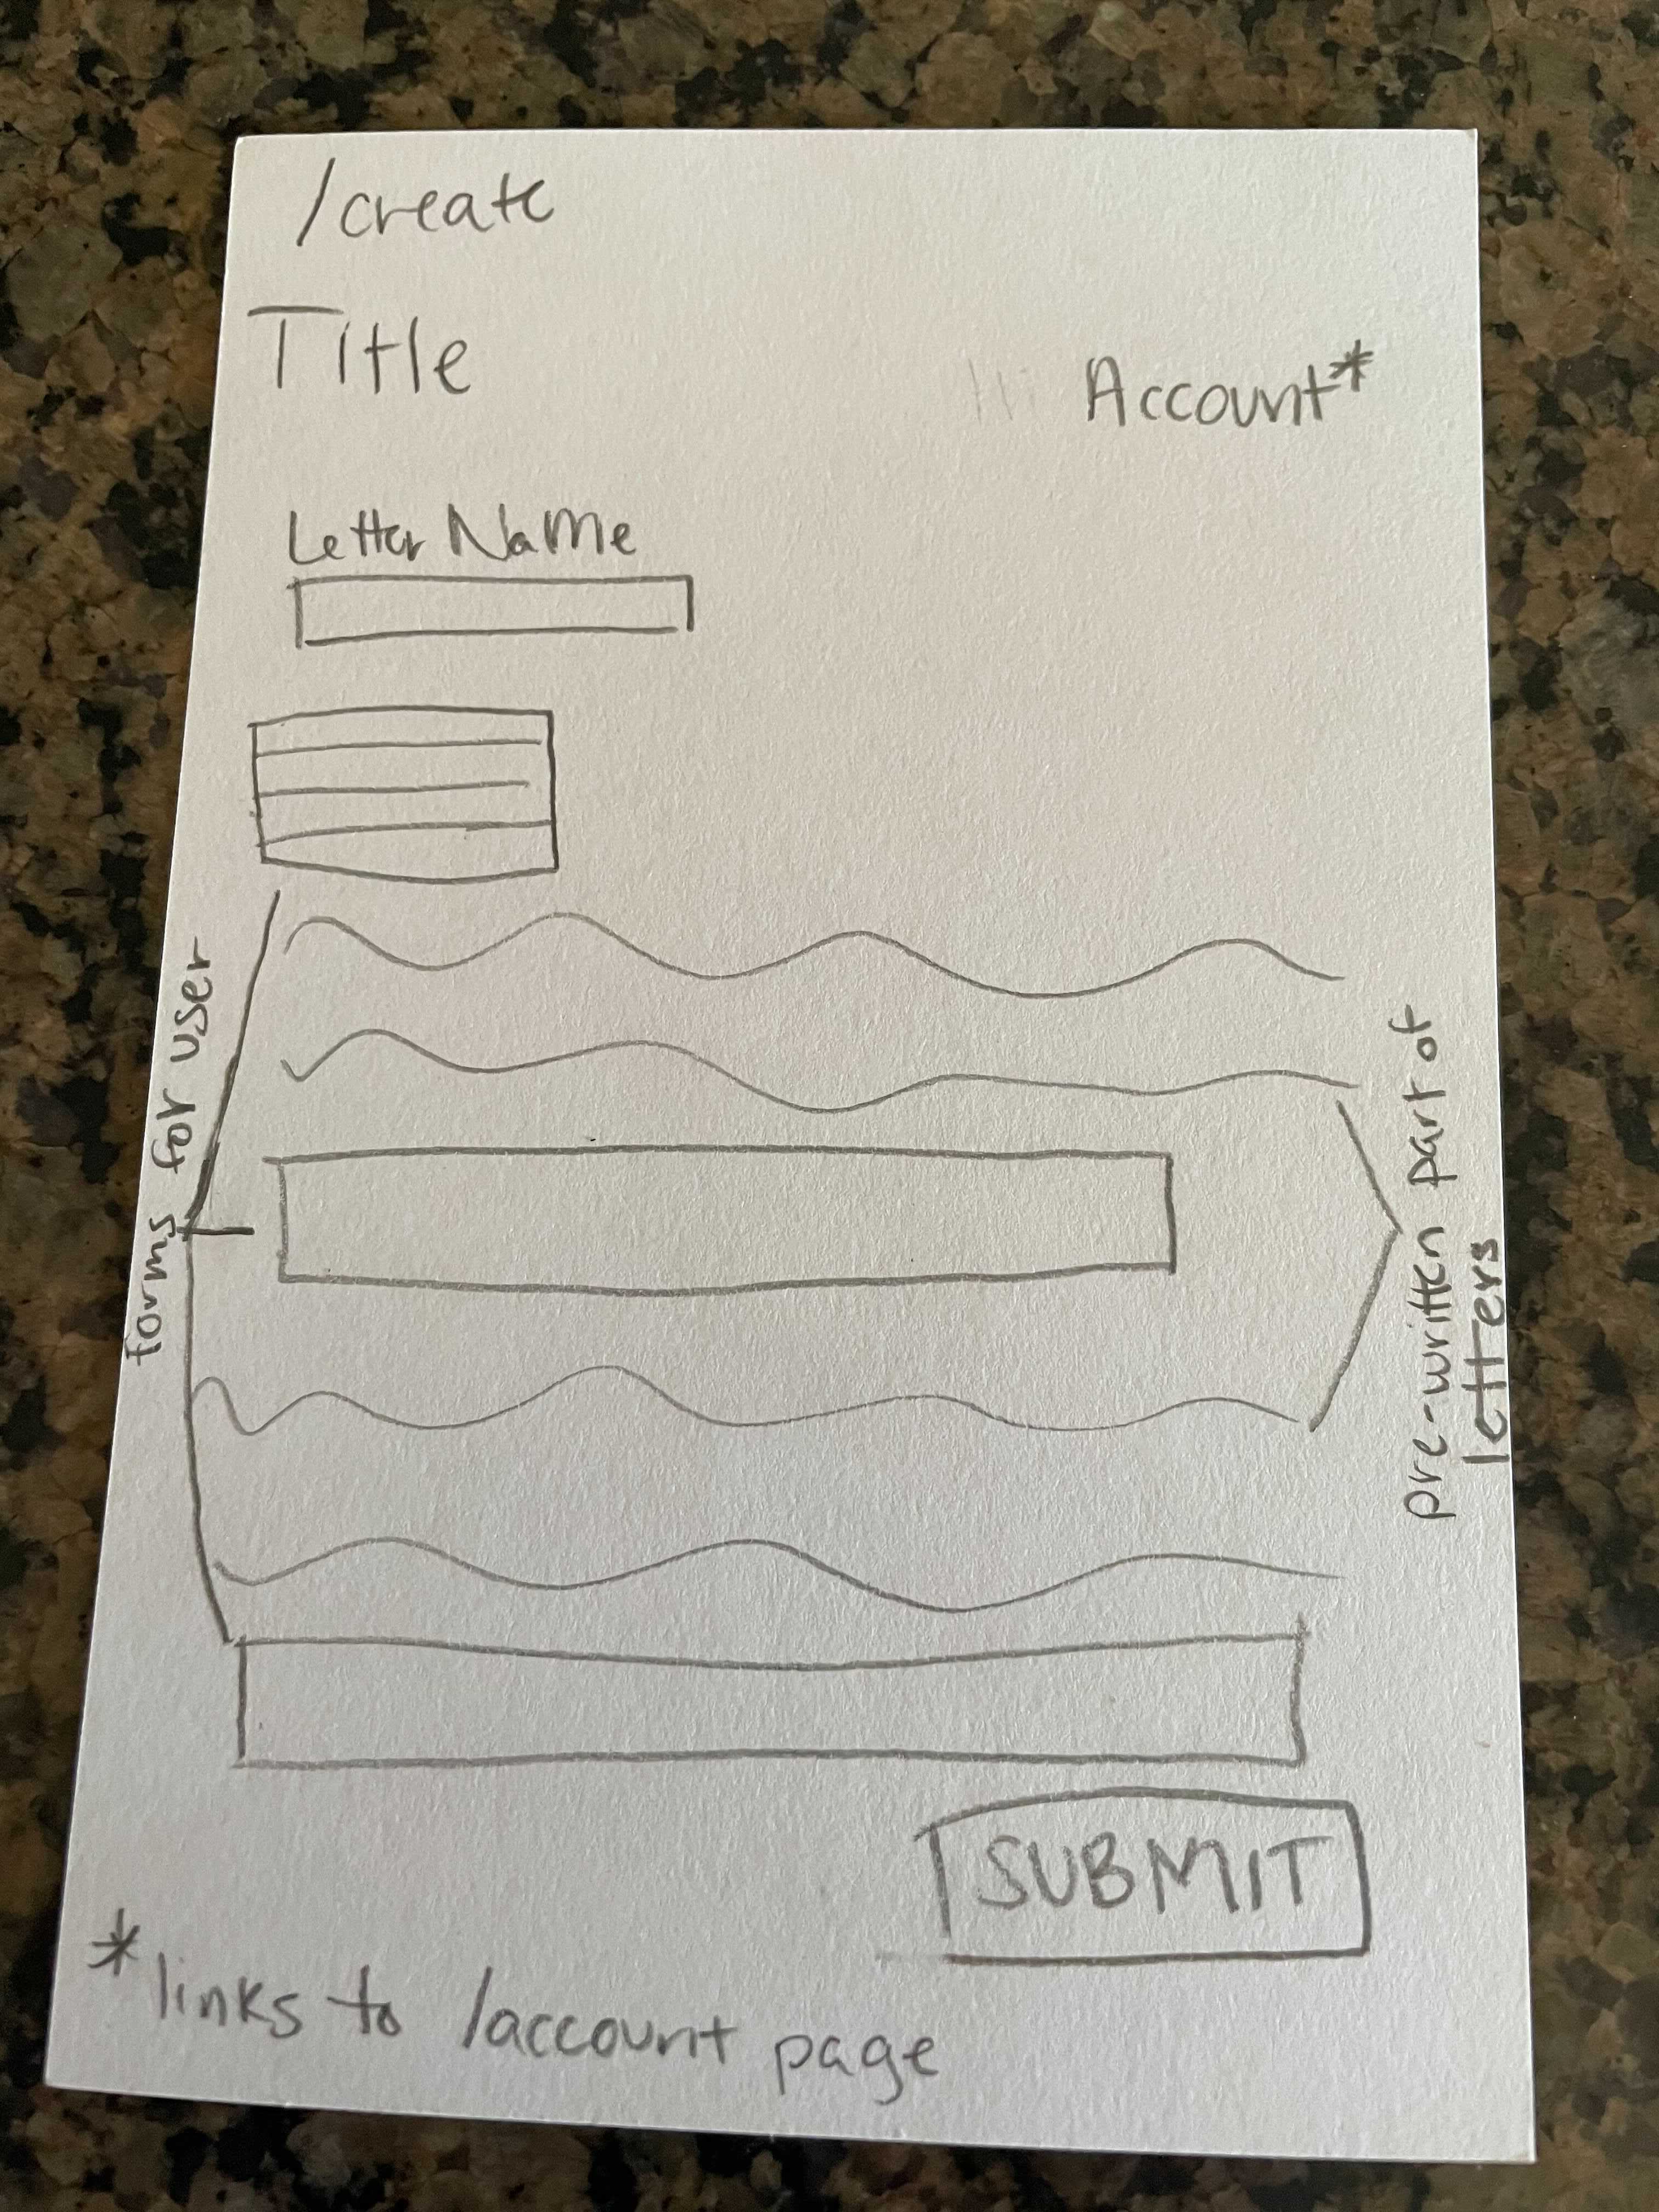 /create
Title
Account*
Letter Name
forms for user
pre-written part of
letters
SUBMIT
*links to /account page